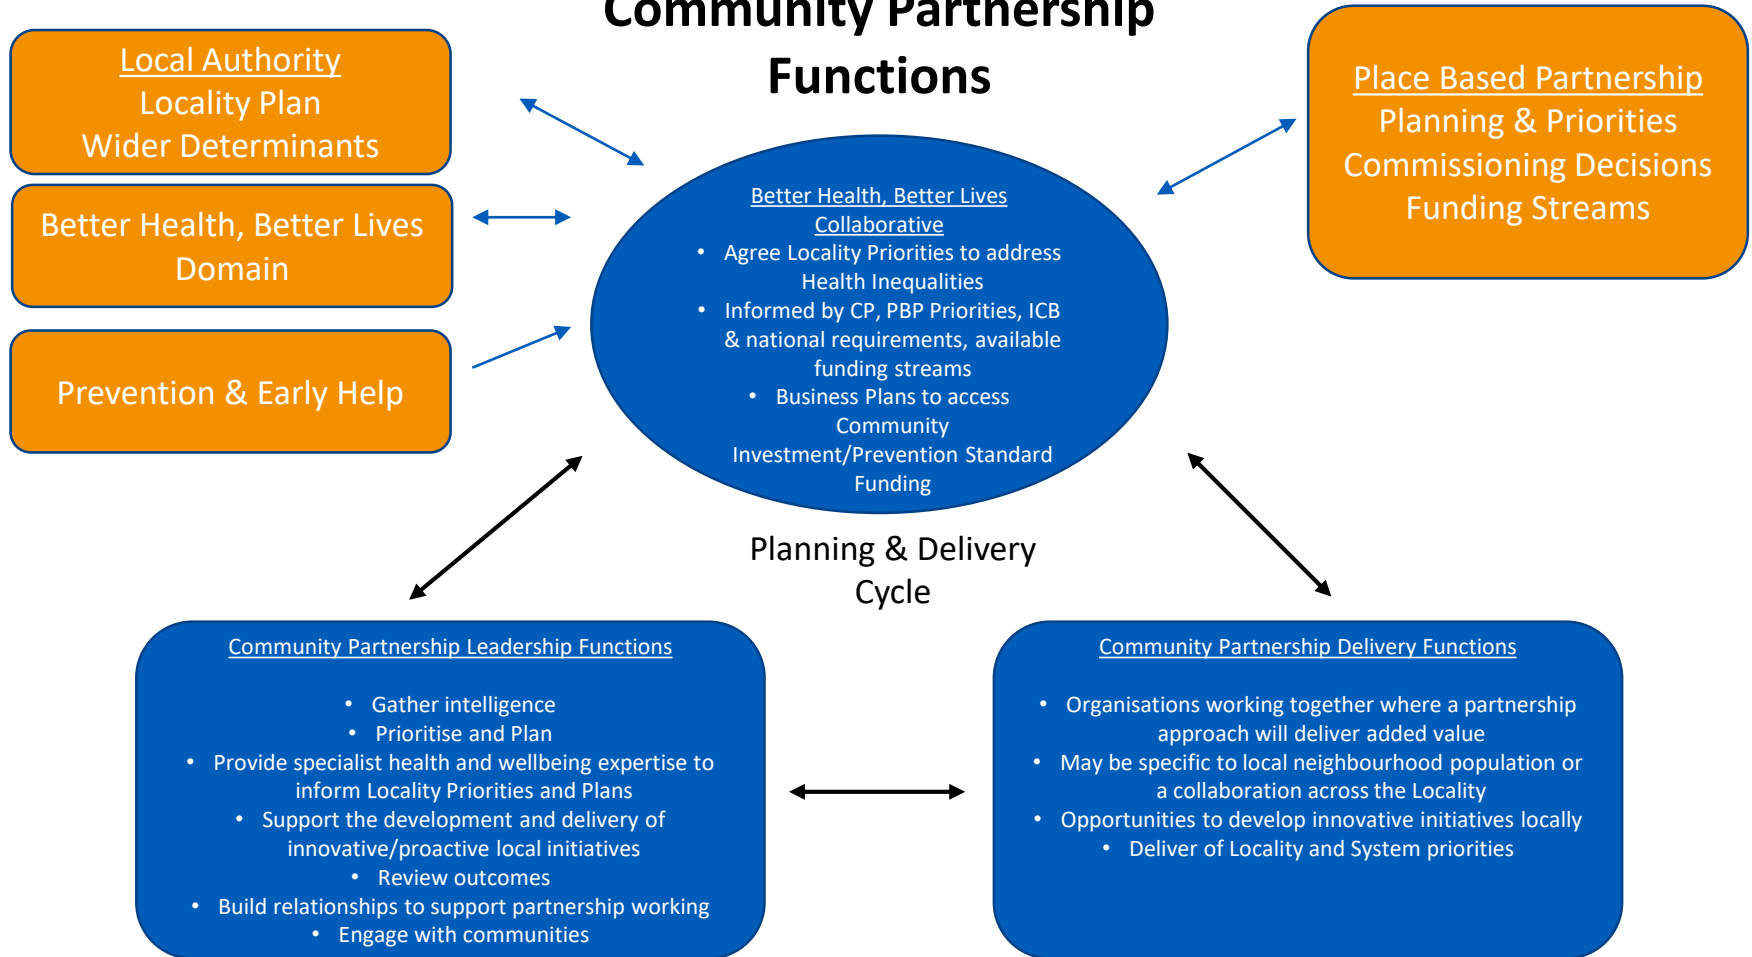 Community Partnership
Functions
Local Authority
Locality Plan
Wider Determinants
Better Health, Better Lives
Domain
Prevention & Early Help
Place Based Partnership
Planning & Priorities
Commissioning Decisions
Funding Streams
Better Health, Better Lives
Collaborative
• Agree Locality Priorities to address
Health Inequalities
• Informed by CP, PBP Priorities, ICB
& national requirements, available
funding streams
• Business Plans to access
Community
Investment/Prevention Standard
Funding
Planning & Delivery
Cycle
Community Partnership Leadership Functions
• Gather intelligence
• Prioritise and Plan
• Provide specialist health and wellbeing expertise to
inform Locality Priorities and Plans
• Support the development and delivery of
innovative/proactive local initiatives
• Review outcomes
• Build relationships to support partnership working
• Engage with communities
Community Partnership Delivery Functions
• Organisations working together where a partnership
approach will deliver added value
• May be specific to local neighbourhood population or
a collaboration across the Locality
• Opportunities to develop innovative initiatives locally
• Deliver of Locality and System priorities